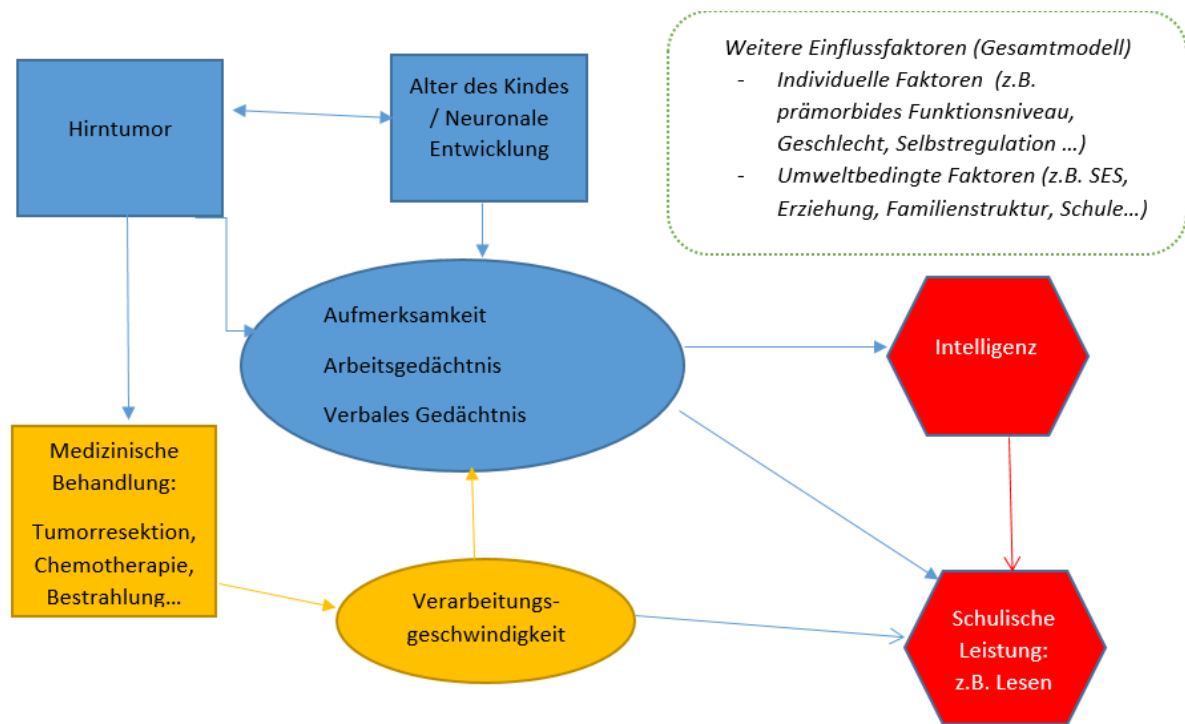 Hirntumor
Alter des Kindes
/ Neuronale
Entwicklung
Weitere Einflussfaktoren (Gesamtmodell)
- Individuelle Faktoren (z.B.
prämorbides Funktionsniveau,
Geschlecht, Selbstregulation ...)
- Umweltbedingte Faktoren (z.B. SES,
Erziehung, Familienstruktur, Schule...)
Aufmerksamkeit
Arbeitsgedächtnis
Verbales Gedächtnis
Intelligenz
Medizinische
Behandlung:
Tumorresektion,
Chemotherapie,
Bestrahlung...
Verarbeitungs-
geschwindigkeit
Schulische
Leistung:
z.B. Lesen